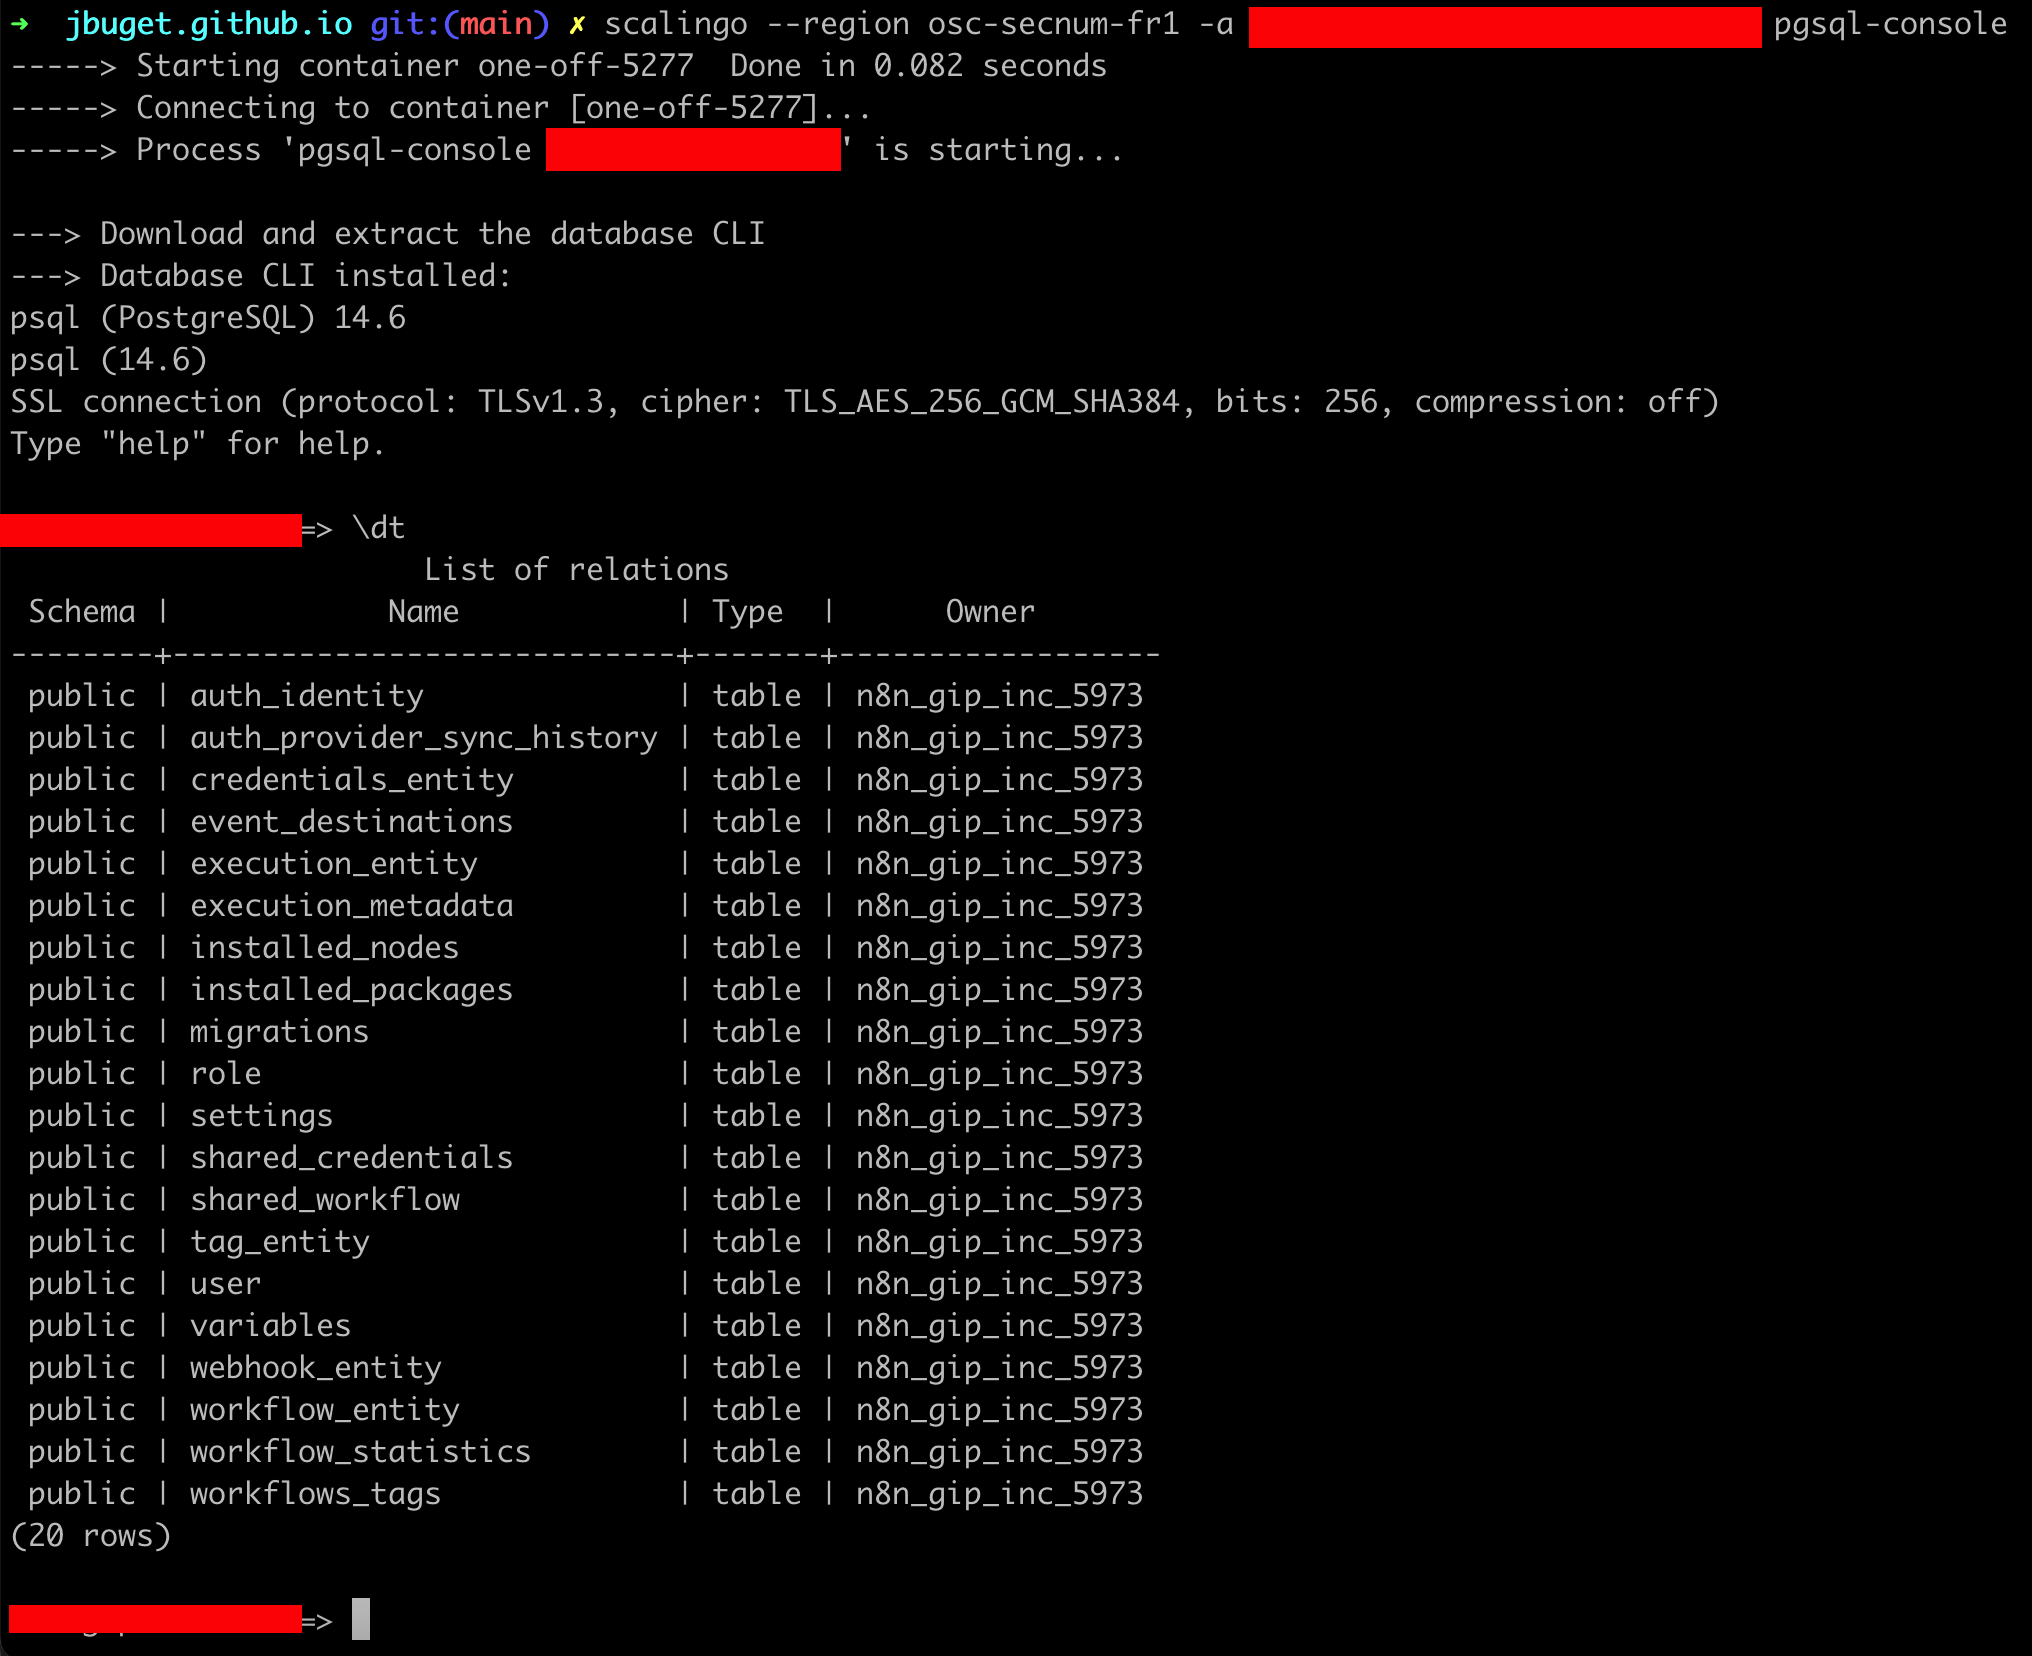 ➜  jbuget.github.io git:(main) ✗ scalingo --region osc-secnum-fr1 -a pgsql-console
-----> Starting container one-off-5277  Done in 0.082 seconds
-----> Connecting to container [one-off-5277]...
-----> Process 'pgsql-console ' is starting...
---> Download and extract the database CLI
---> Database CLI installed:
psql (PostgreSQL) 14.6
psql (14.6)
SSL connection (protocol: TLSv1.3, cipher: TLS_AES_256_GCM_SHA384, bits: 256, compression: off)
Type "help" for help.
=> \dt
List of relations
 Schema |            Name            | Type  |      Owner
--------+----------------------------+-------+------------------
 public | auth_identity              | table | n8n_gip_inc_5973
 public | auth_provider_sync_history | table | n8n_gip_inc_5973
 public | credentials_entity         | table | n8n_gip_inc_5973
 public | event_destinations         | table | n8n_gip_inc_5973
 public | execution_entity           | table | n8n_gip_inc_5973
 public | execution_metadata         | table | n8n_gip_inc_5973
 public | installed_nodes            | table | n8n_gip_inc_5973
 public | installed_packages         | table | n8n_gip_inc_5973
 public | migrations                 | table | n8n_gip_inc_5973
 public | role                       | table | n8n_gip_inc_5973
 public | settings                   | table | n8n_gip_inc_5973
 public | shared_credentials         | table | n8n_gip_inc_5973
 public | shared_workflow            | table | n8n_gip_inc_5973
 public | tag_entity                 | table | n8n_gip_inc_5973
 public | user                       | table | n8n_gip_inc_5973
 public | variables                  | table | n8n_gip_inc_5973
 public | webhook_entity             | table | n8n_gip_inc_5973
 public | workflow_entity            | table | n8n_gip_inc_5973
 public | workflow_statistics        | table | n8n_gip_inc_5973
 public | workflows_tags             | table | n8n_gip_inc_5973
(20 rows)
=>